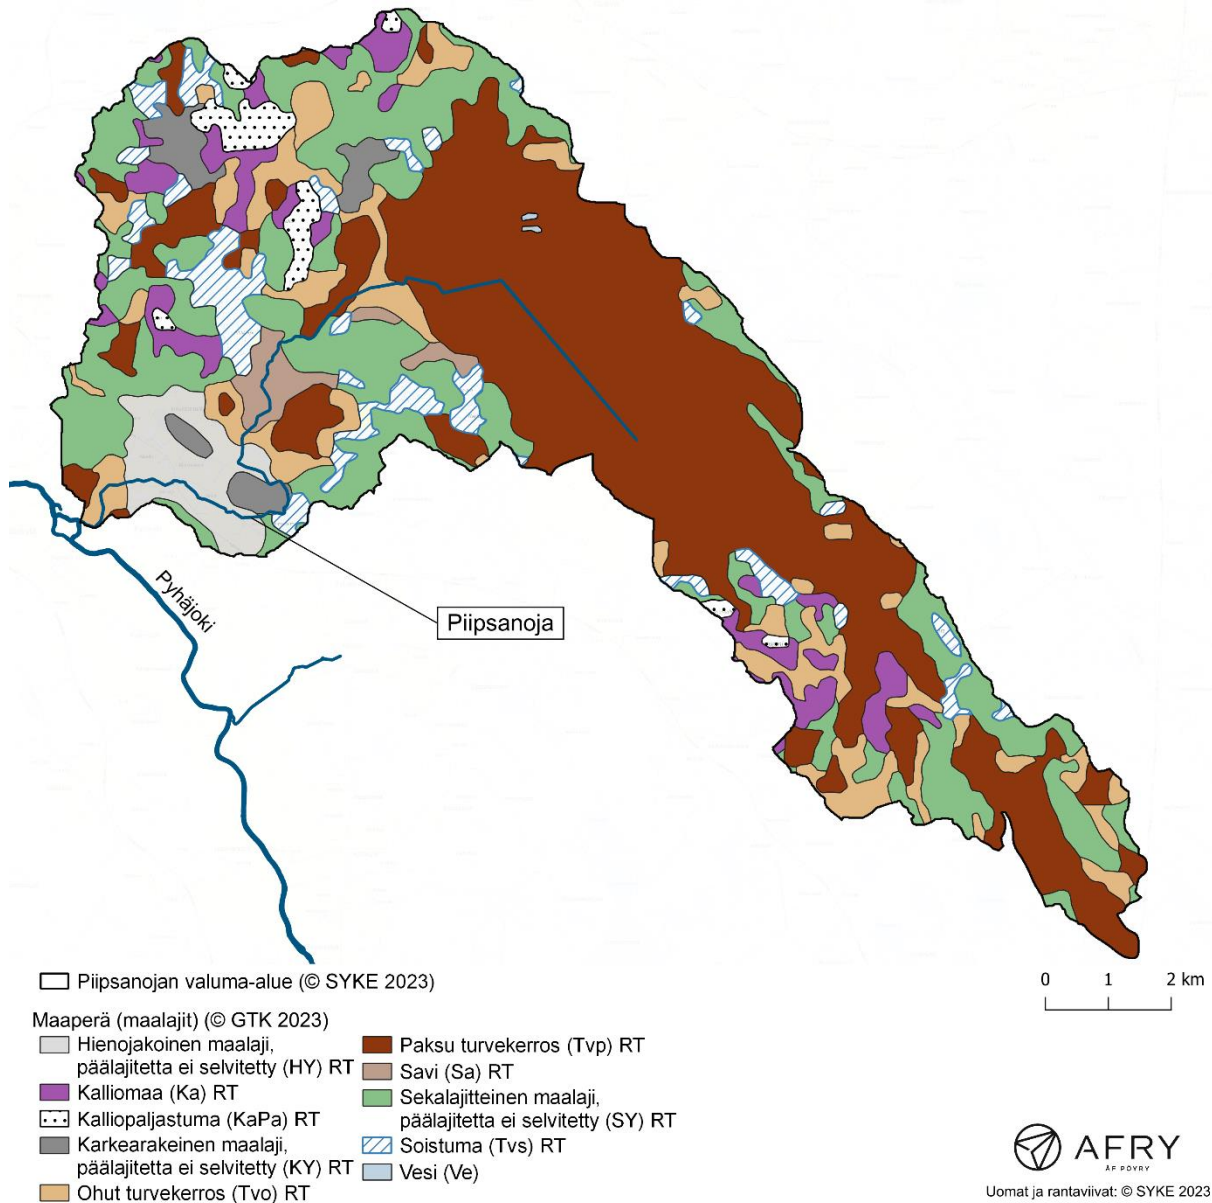 Pyhäjoki
Piipsanoja
Piipsanojan valuma-alue (© SYKE 2023)
0 1 2 km
Maaperä (maalajit) (© GTK 2023)
Hienojakoinen maalaji,
päälajitetta ei selvitetty (HY) RT
Kalliomaa (Ka) RT
Kalliopaljastuma (KaPa) RT
Karkearakeinen maalaji,
päälajitetta ei selvitetty (KY) RT
Ohut turvekerros (Tvo) RT
Paksu turvekerros (Tvp) RT
Savi (Sa) RT
Sekalajitteinen maalaji,
päälajitetta ei selvitetty (SY) RT
Soistuma (Tvs) RT
Vesi (Ve)
AFRY
ÅF PÖYRY
Uomat ja rantaviivat: © SYKE 2023